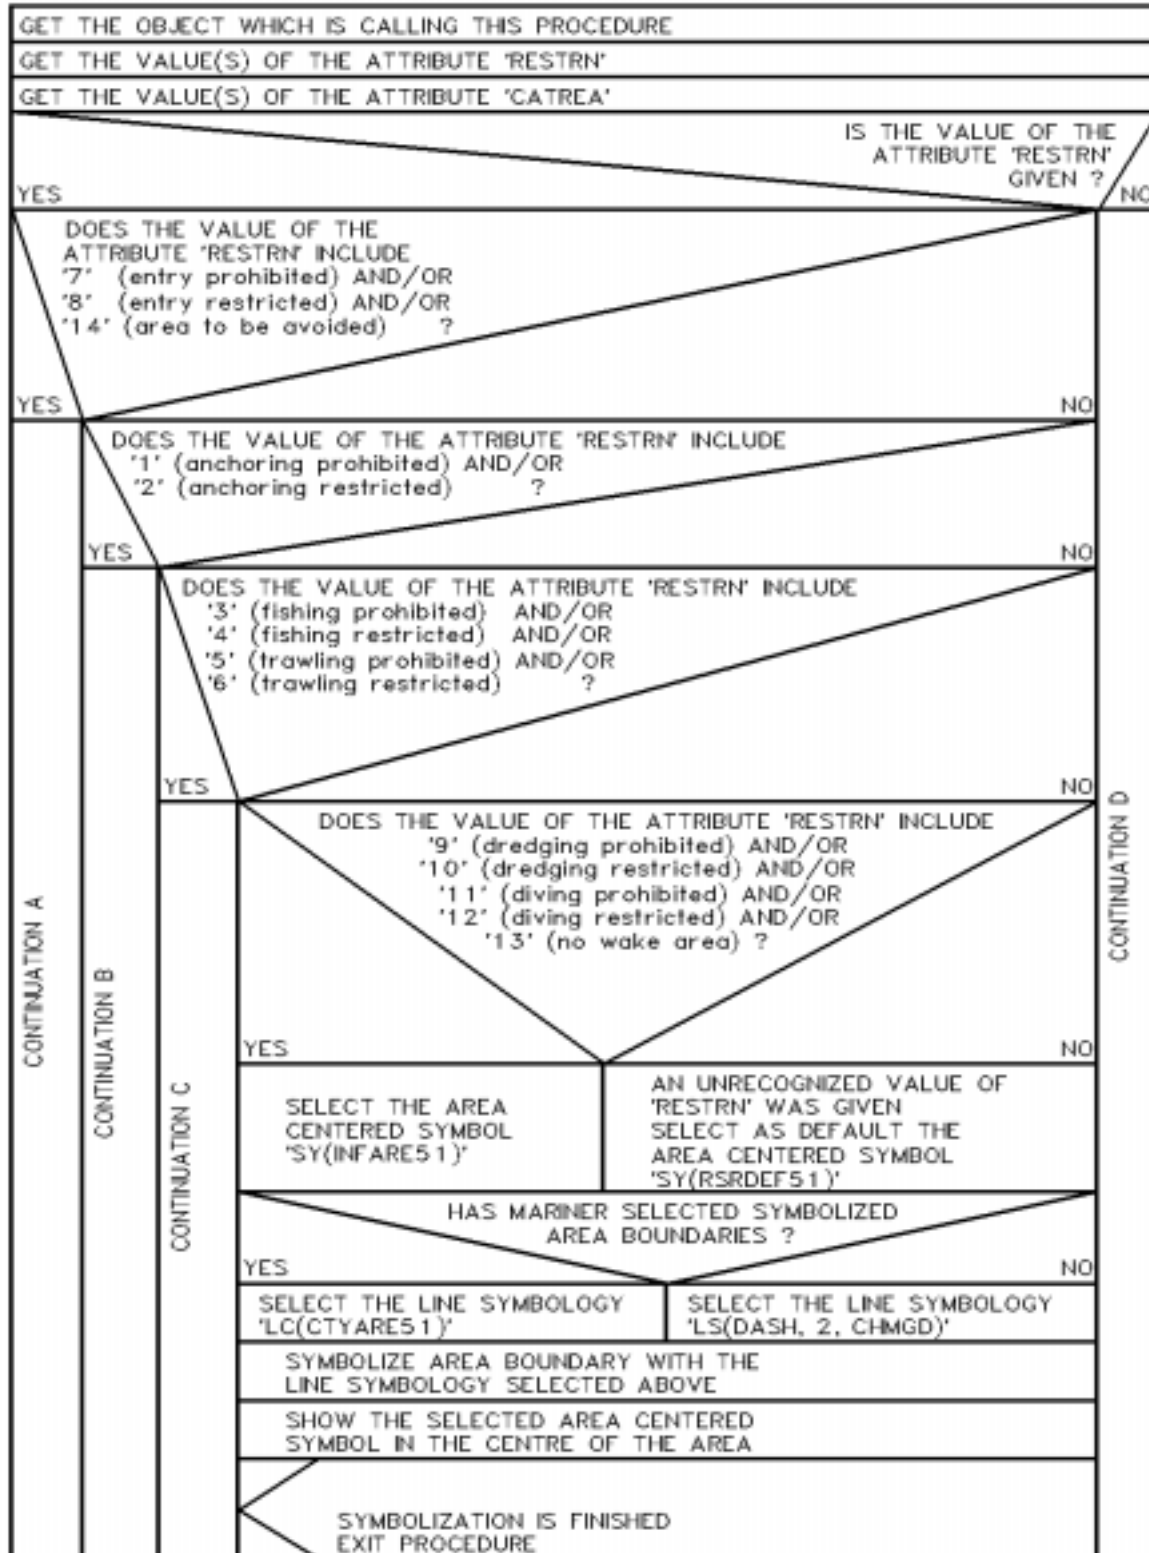 GET THE OBJECT WHICH IS CALLING THIS PROCEDURE
GET THE VALUE(S) OF THE ATTRIBUTE 'RESTRN'
GET THE VALUE(S) OF THE ATTRIBUTE 'CATREA'
IS THE VALUE OF THE
ATTRIBUTE 'RESTRN'
GIVEN ?
YES
NO
DOES THE VALUE OF THE
ATTRIBUTE 'RESTRN' INCLUDE
'7' (entry prohibited) AND/OR
'8' (entry restricted) AND/OR
'14' (area to be avoided) ?
YES
NO
DOES THE VALUE OF THE ATTRIBUTE 'RESTRN' INCLUDE
'1' (anchoring prohibited) AND/OR
'2' (anchoring restricted) ?
YES
NO
DOES THE VALUE OF THE ATTRIBUTE 'RESTRN' INCLUDE
'3' (fishing prohibited) AND/OR
'4' (fishing restricted) AND/OR
'5' (trawling prohibited) AND/OR
'6' (trawling restricted) ?
YES
NO
DOES THE VALUE OF THE ATTRIBUTE 'RESTRN' INCLUDE
'9' (dredging prohibited) AND/OR
'10' (dredging restricted) AND/OR
'11' (diving prohibited) AND/OR
'12' (diving restricted) AND/OR
'13' (no wake area) ?
YES
NO
CONTINUATION A
CONTINUATION B
CONTINUATION C
CONTINUATION D
SELECT THE AREA
CENTERED SYMBOL
'SY(INFARE51)'
AN UNRECOGNIZED VALUE OF
'RESTRN' WAS GIVEN
SELECT AS DEFAULT THE
AREA CENTERED SYMBOL
'SY(RSRDEF51)'
HAS MARINER SELECTED SYMBOLIZED
AREA BOUNDARIES ?
YES
NO
SELECT THE LINE SYMBOLOGY
'LC(CTYARE51)'
SELECT THE LINE SYMBOLOGY
'LS(DASH, 2, CHMGD)'
SYMBOLIZE AREA BOUNDARY WITH THE
LINE SYMBOLOGY SELECTED ABOVE
SHOW THE SELECTED AREA CENTERED
SYMBOL IN THE CENTRE OF THE AREA
SYMBOLIZATION IS FINISHED
EXIT PROCEDURE